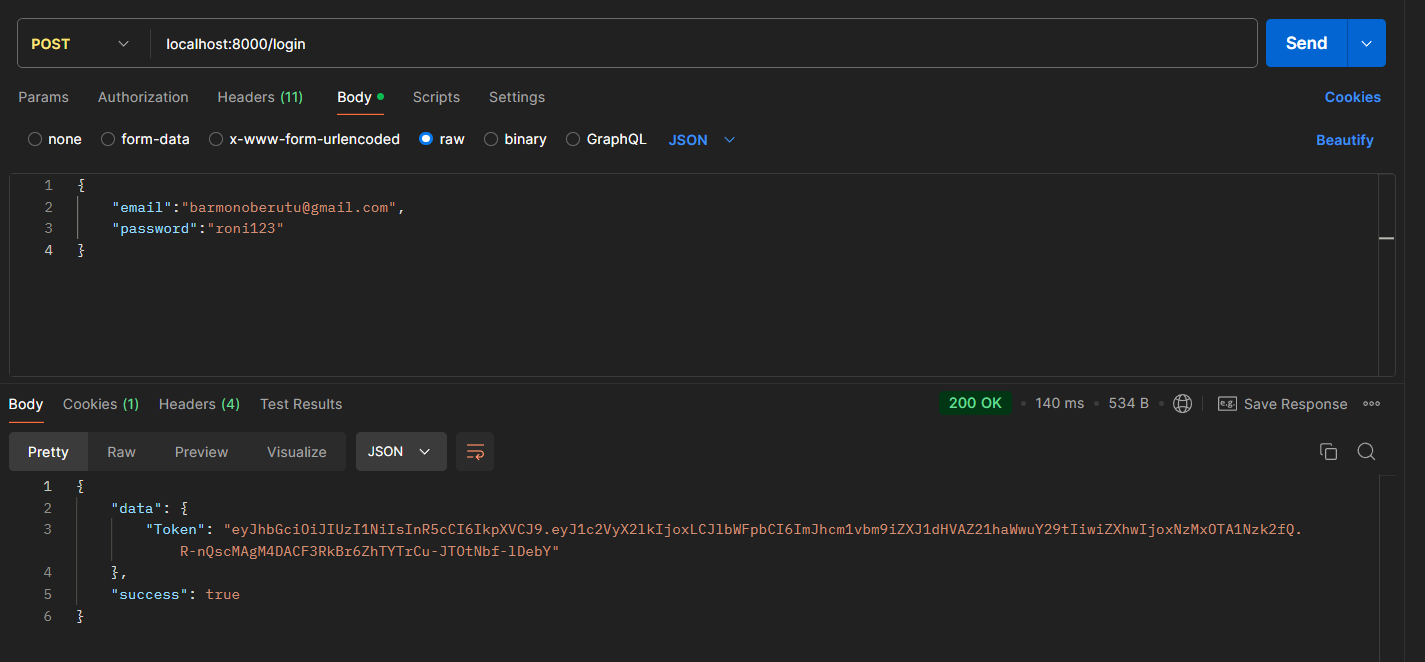 POST localhost:8000/login Send
Params Authorization Headers (11) Body Scripts Settings Cookies
none form-data x-www-form-urlencoded raw binary GraphQL JSON Beautify
1 {
2 "email":"barmonoberutu@gmail.com",
3 "password":"roni123"
4 }
Body Cookies (1) Headers (4) Test Results 200 OK • 140 ms • 534 B • e.g. Save Response
Pretty Raw Preview Visualize JSON
1 {
2 "data": {
3 "Token": "eyJhbGciOiJIUzI1NiIsInR5cCI6IkpXVCJ9.eyJ1c2VyX2lkIjoxLCJlbWFpbCI6ImJhcm1vbm9iZXJ1dHVAZ21haWwuY29tIiwiZXhwIjoxNzMxOTA1Nzk2fQ.
R-nQscMAgM4DACF3RkBr6ZhTYTrCu-JTOtNbf-lDebY"
4 },
5 "success": true
6 }